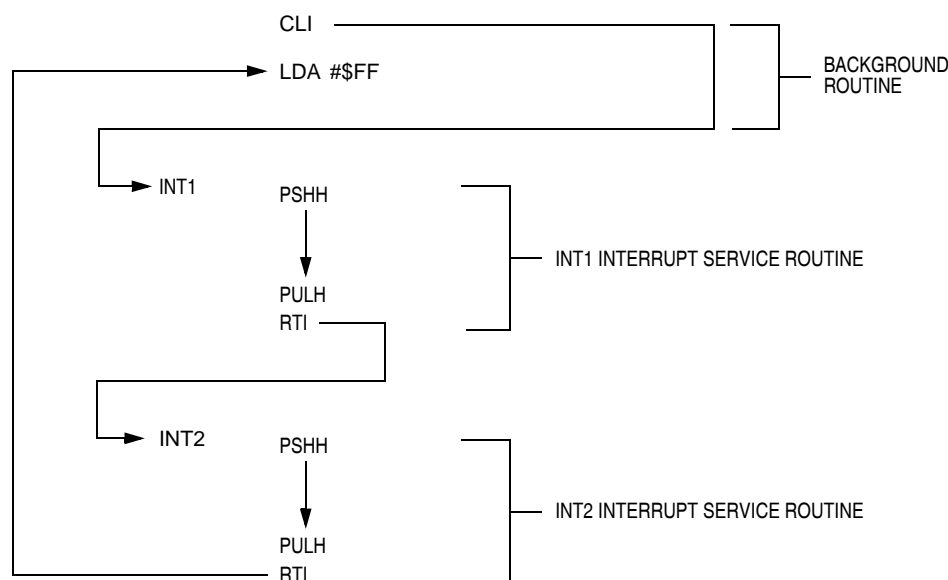 CLI
LDA #$FF
BACKGROUND
ROUTINE
INT1
PSHH
INT1 INTERRUPT SERVICE ROUTINE
PULH
RTI
INT2
PSHH
INT2 INTERRUPT SERVICE ROUTINE
PULH
RTI